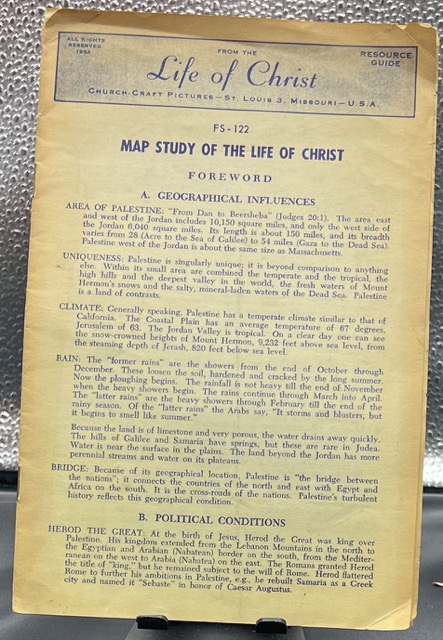 ALL RIGHTS
RESERVED
FROM THE
RESOURCE
GUIDE
Life of Christ
CHURCH-CRAFT PICTURES—ST. LOUIS 3, MISSOURI—U.S.A.
FS-122
MAP STUDY OF THE LIFE OF CHRIST
FOREWORD
A. GEOGRAPHICAL INFLUENCES
AREA OF PALESTINE: "From Dan to Beersheba" (Judges 20:1). The area east
and west of the Jordan includes 10,150 square miles, and only the west side of
the Jordan 6,040 square miles. Its length is about 150 miles, and its breadth
varies from 28 (Acre to the Sea of Galilee) to 54 miles (Gaza to the Dead Sea).
Palestine west of the Jordan is about the same size as Massachusetts.
UNIQUENESS: Palestine is singularly unique; it is beyond comparison to anything
else. Within its small area are combined the temperate and the tropical, the
high hills and the deepest valley in the world, the fresh waters of Mount
Hermon's snows and the salty, mineral-laden waters of the Dead Sea. Palestine
is a land of contrasts.
CLIMATE: Generally speaking, Palestine has a temperate climate similar to that of
California. The Coastal Plain has an average temperature of 67 degrees,
Jerusalem of 63. The Jordan Valley is tropical. On a clear day one can see
the snow-crowned heights of Mount Hermon, 9,232 feet above sea level, from
the steaming depth of Jericho, 820 feet below sea level.
RAIN: The "former rains" are the showers from the end of October through
December. These loosen the soil, hardened and cracked by the long summer.
Now the ploughing begins. The rainfall is not heavy till the end of November
when the heavy showers begin. The rains continue through March into April.
The "latter rains" are the heavy showers through February till the end of the
rainy season. Of the "latter rains" the Arabs say, "It storms and blusters, but
it begins to smell like summer."
Because the land is of limestone and very porous, the water drains away quickly.
The hills of Galilee and Samaria have springs, but these are rare in Judea.
Water is near the surface in the plains. The land beyond the Jordan has more
perennial streams and water on its plateaus.
BRIDGE: Because of its geographical location, Palestine is "the bridge between
the nations"; it connects the countries of the north and east with Egypt and
Africa on the south. It is the cross-roads of the nations. Palestine's turbulent
history reflects this geographical condition.
B. POLITICAL CONDITIONS
HEROD THE GREAT: At the birth of Jesus, Herod the Great was king over
Palestine. His kingdom extended from the Lebanon Mountains in the north to
the Egyptian and Arabian (Nabatean) border on the south, from the Mediter-
ranean on the west to Arabia (Nabatea) on the east. The Romans granted Herod
the title of "king," but he remained subject to the will of Rome. Herod flattered
Rome to further his ambitions in Palestine, e.g., he rebuilt Samaria as a Greek
city and named it "Sebaste" in honor of Caesar Augustus.